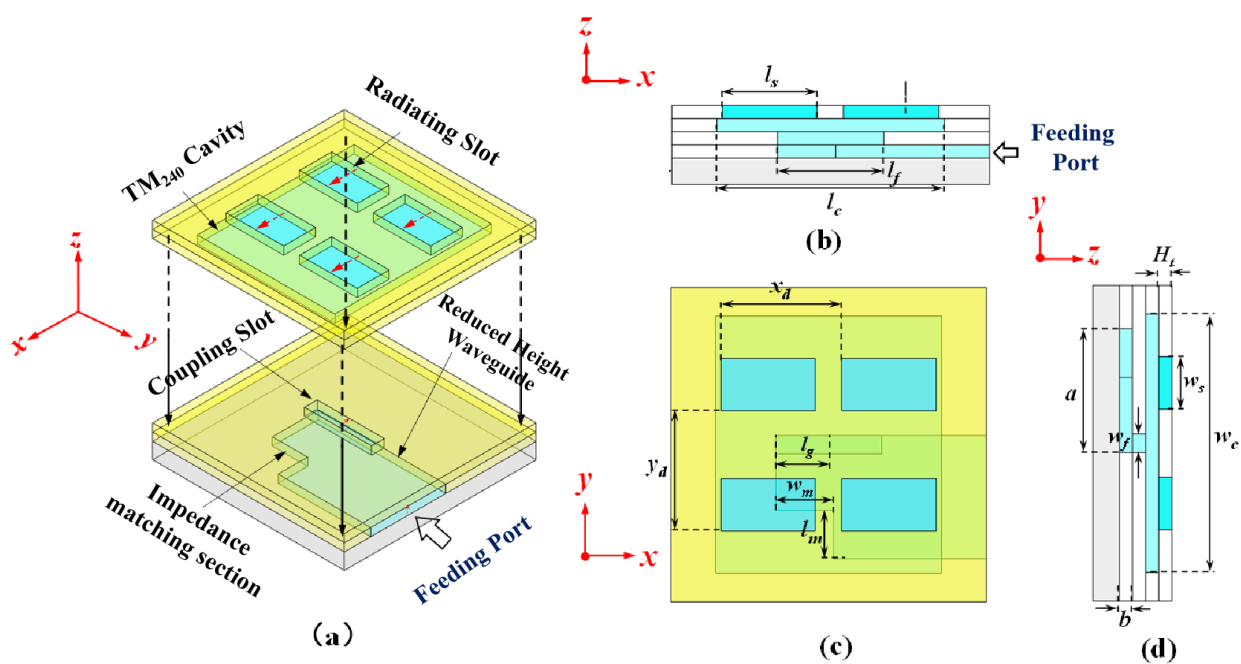 Radiating Slot
TM240 Cavity
z
x
y
Coupling Slot
Reduced Height
Waveguide
Impedance
matching section
Feeding Port
(a)
z
x
ls
Feeding
Port
lf
lc
(b)
xd
yd
lg
wm
lm
y
x
(c)
y
z
Ht
a
ws
wf
wc
b
(d)